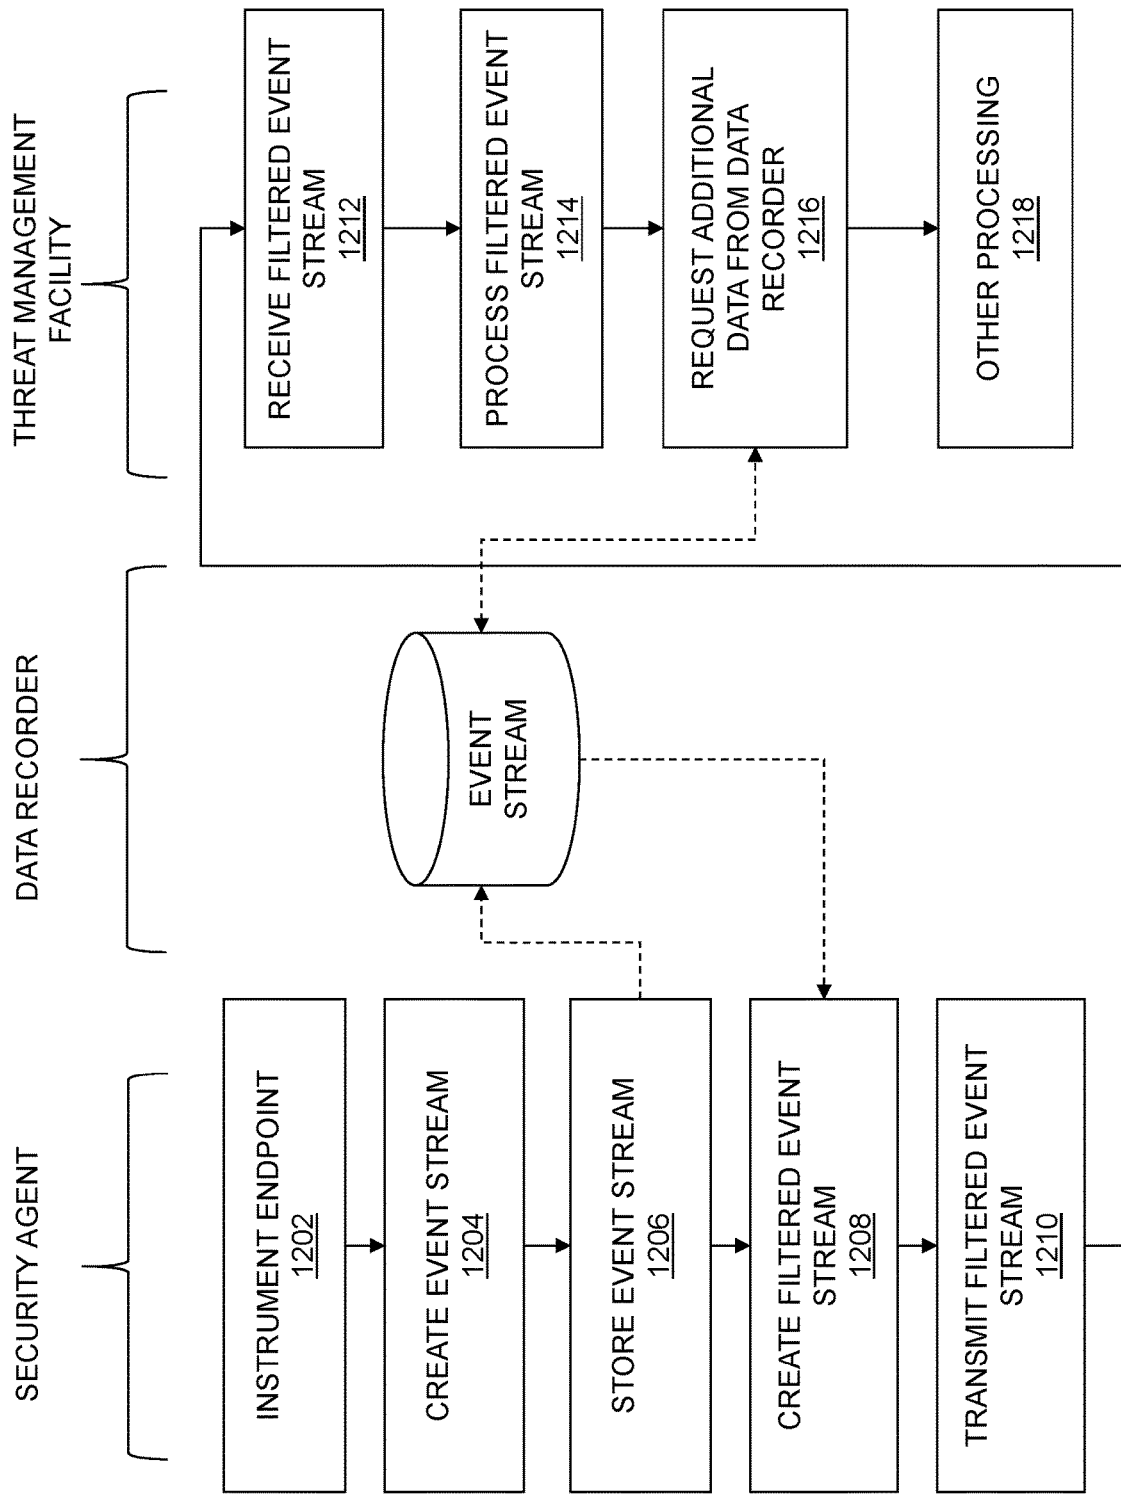 SECURITY AGENT
INSTRUMENT ENDPOINT
1202
CREATE EVENT STREAM
1204
STORE EVENT STREAM
1206
CREATE FILTERED EVENT
STREAM
1208
TRANSMIT FILTERED EVENT
STREAM
1210
DATA RECORDER
EVENT
STREAM
THREAT MANAGEMENT
FACILITY
RECEIVE FILTERED EVENT
STREAM
1212
PROCESS FILTERED EVENT
STREAM
1214
REQUEST ADDITIONAL
DATA FROM DATA
RECORDER
1216
OTHER PROCESSING
1218